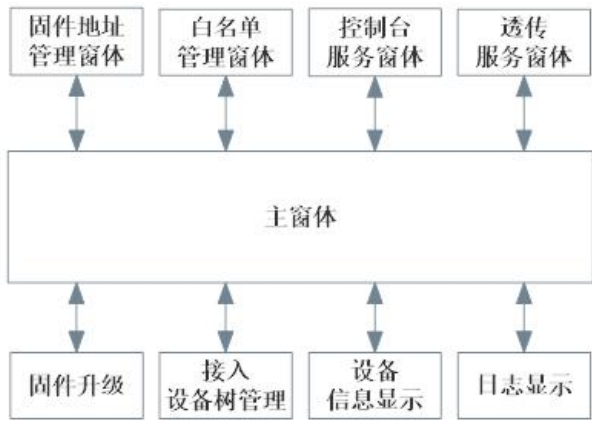 固件地址
管理窗体
白名单
管理窗体
控制台
服务窗体
透传
服务窗体
主窗体
固件升级
接入
设备树管理
设备
信息显示
日志显示